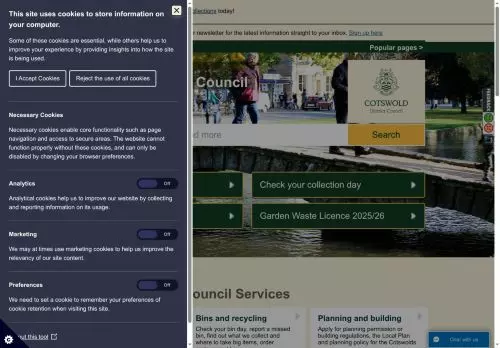 This site uses cookies to store information on
your computer.
Some of these cookies are essential, while others help us to
improve your experience by providing insights into how the site
is being used.
I Accept Cookies
Reject the use of all cookies
Necessary Cookies
Necessary cookies enable core functionality such as page
navigation and access to secure areas. The website cannot
function properly without these cookies, and can only be
disabled by changing your browser preferences.
Analytics
Off
Analytical cookies help us to improve our website by collecting
and reporting information on its usage.
Marketing
Off
We may at times use marketing cookies to help us improve the
relevancy of our site content.
Preferences
Off
We need to set a cookie to remember your preferences of
cookie retention when visiting this site.
this tool
collections today!
newsletter for the latest information straight to your inbox. Sign up here
Popular pages >
Council
COTSWOLD
District Council
more
Search
Check your collection day
Garden Waste Licence 2025/26
Council Services
Bins and recycling
Check your bin day, report a missed
bin, find out what we collect and
where to take big items, order
Planning and building
Apply for planning permission or
building regulations, the Local Plan
and planning policy for the Cotswolds
Chat with us